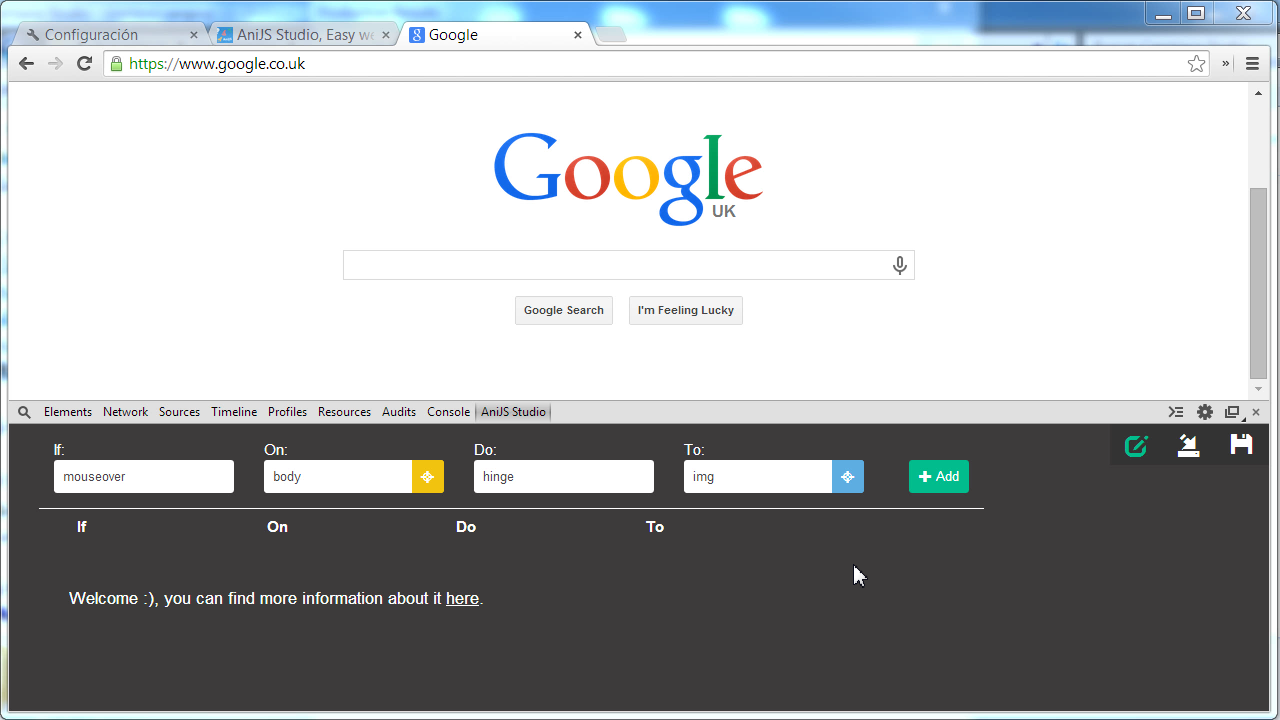 Configuración
AniJS Studio, Easy we
Google
https://www.google.co.uk
Google
UK
Google Search
I'm Feeling Lucky
Elements
Network
Sources
Timeline
Profiles
Resources
Audits
Console
AniJS Studio
If:
On:
Do:
To:
mouseover
body
hinge
img
Add
If
On
Do
To
Welcome :), you can find more information about it here.